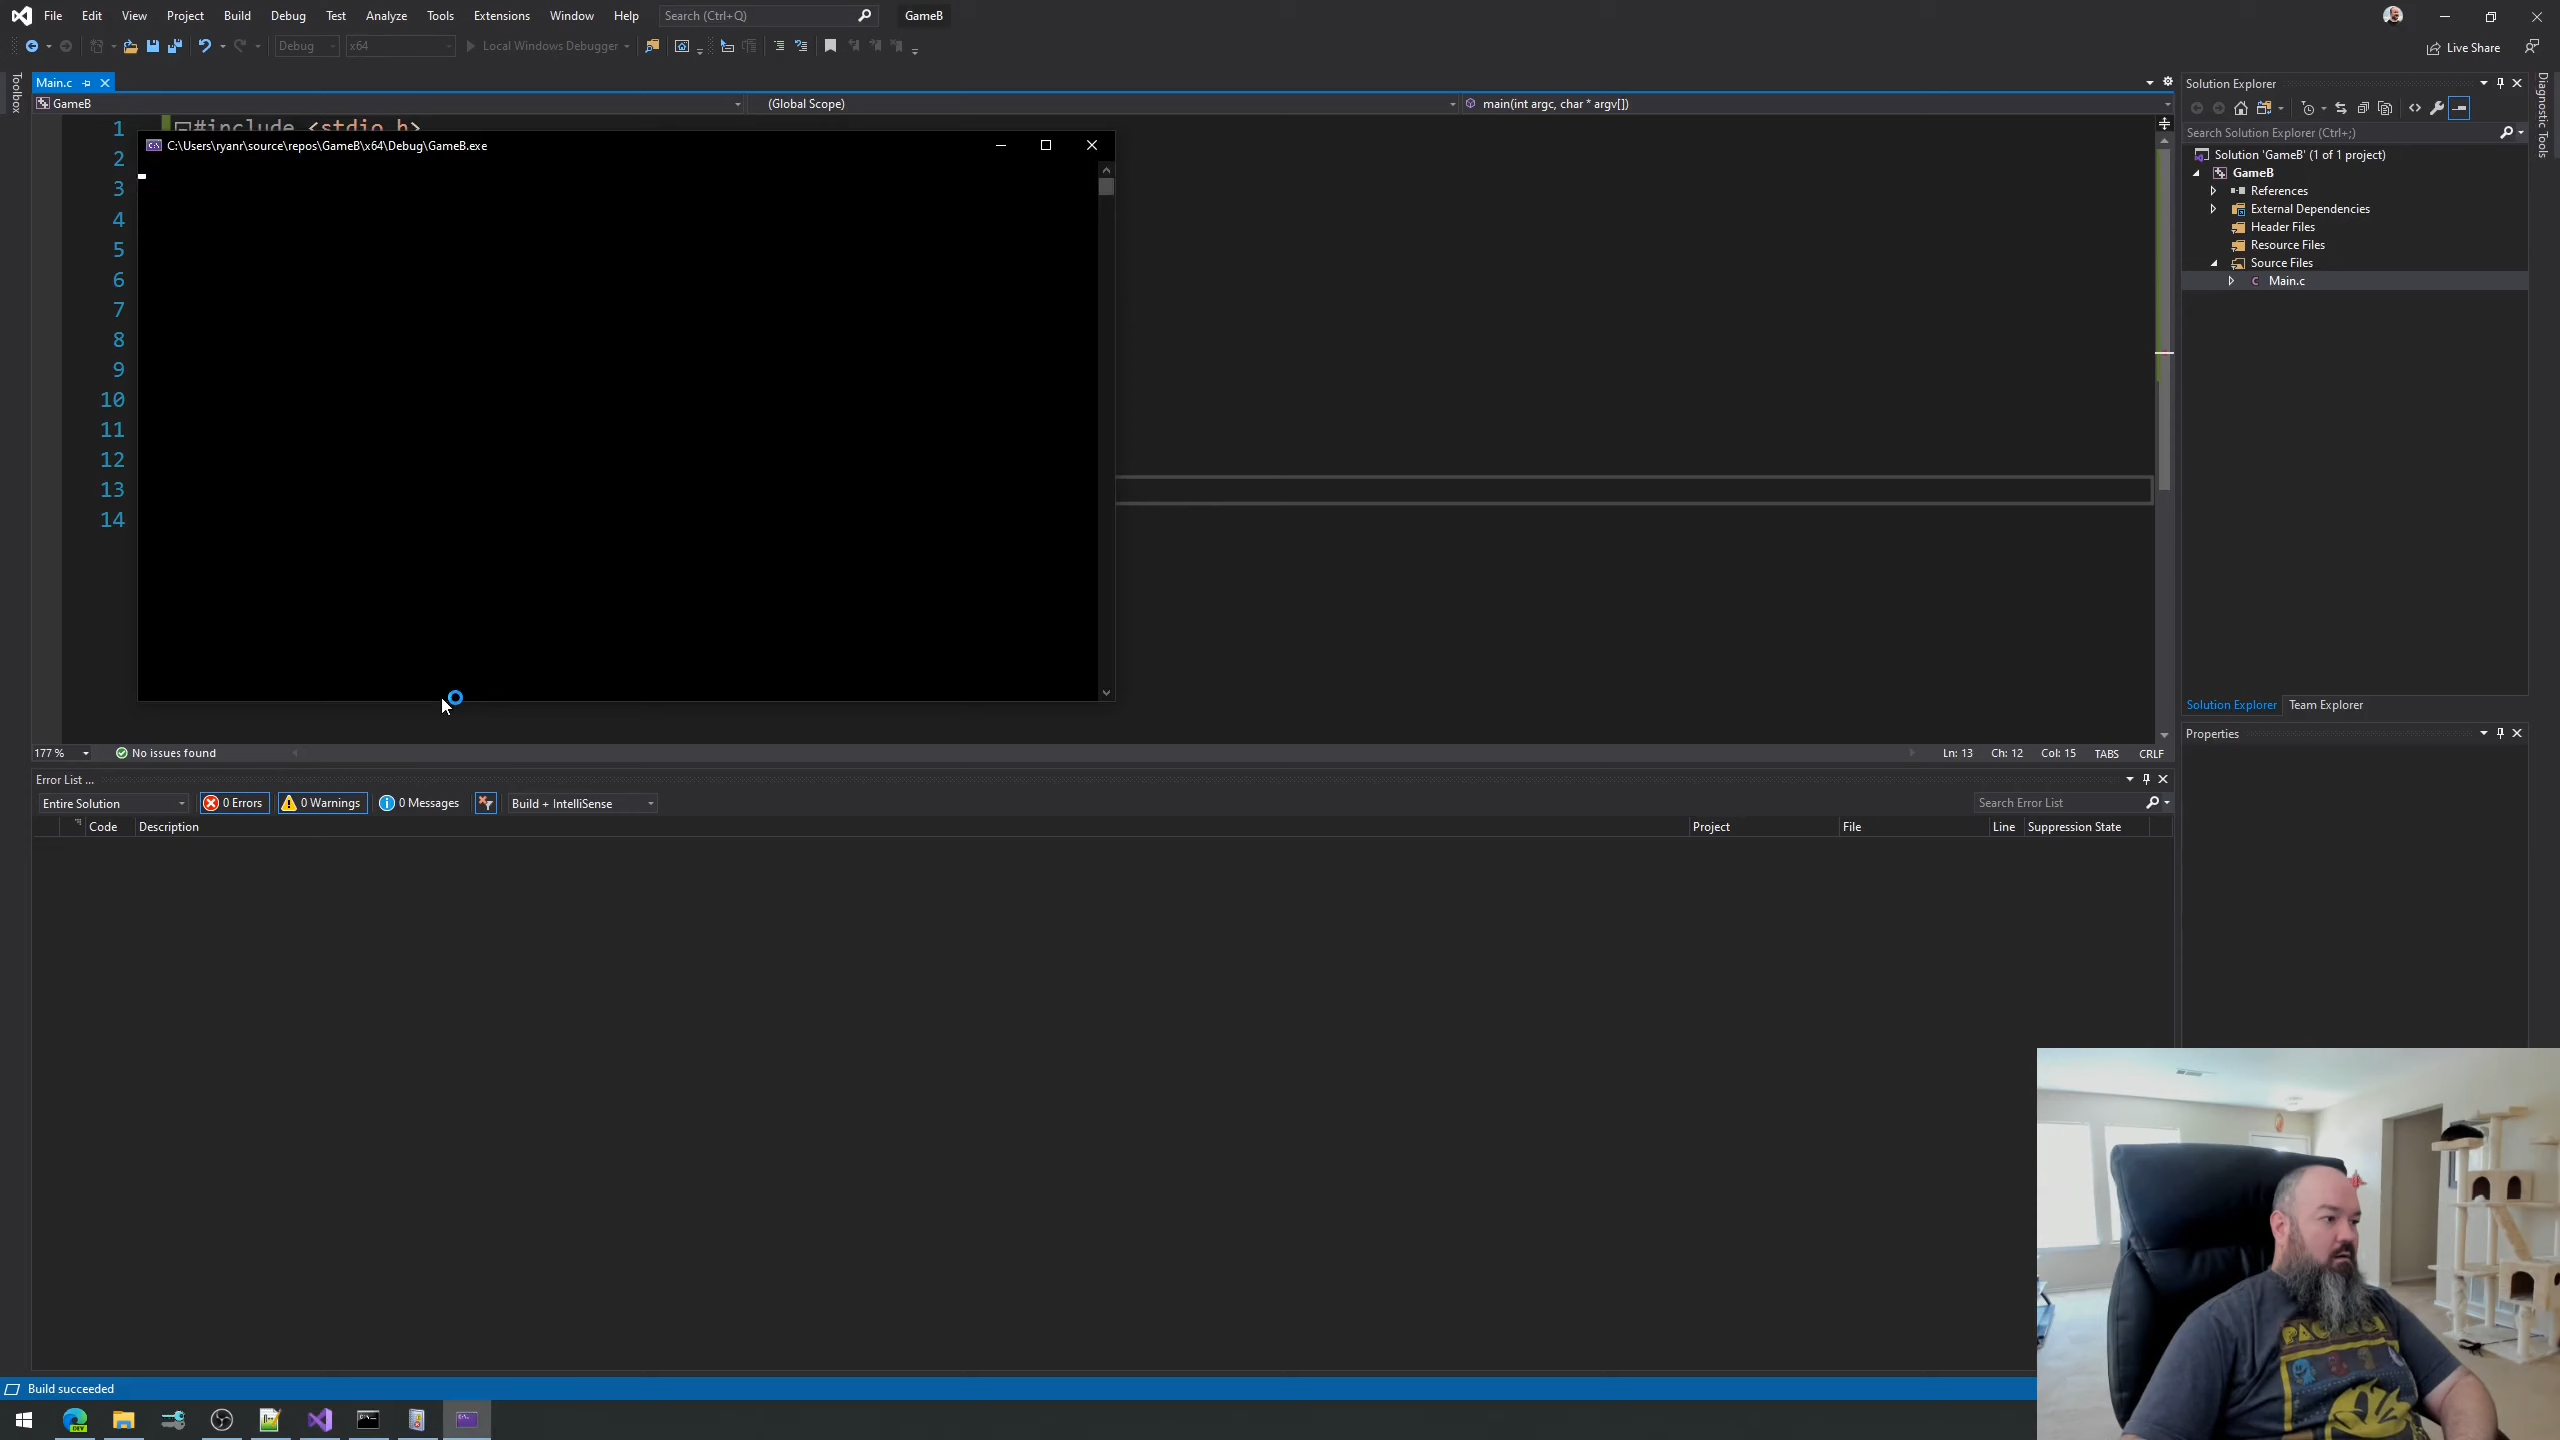 File Edit View Project Build Debug Test Analyze Tools Extensions Window Help Search (Ctrl+Q) GameB
Debug x64 Local Windows Debugger Live Share
Toolbox
Main.c
GameB (Global Scope) main(int argc, char * argv[])
1 #include <stdio.h>
C:\Users\ryanr\source\repos\GameB\x64\Debug\GameB.exe
2
3
4
5
6
7
8
9
10
11
12
13
14
177 % No issues found Ln: 13 Ch: 12 Col: 15 TABS CRLF
Error List ...
Entire Solution 0 Errors 0 Warnings 0 Messages Build + IntelliSense Search Error List
Code Description Project File Line Suppression State
Solution Explorer
Search Solution Explorer (Ctrl+;)
Solution 'GameB' (1 of 1 project)
GameB
References
External Dependencies
Header Files
Resource Files
Source Files
Main.c
Solution Explorer Team Explorer
Properties
Diagnostic Tools
Build succeeded